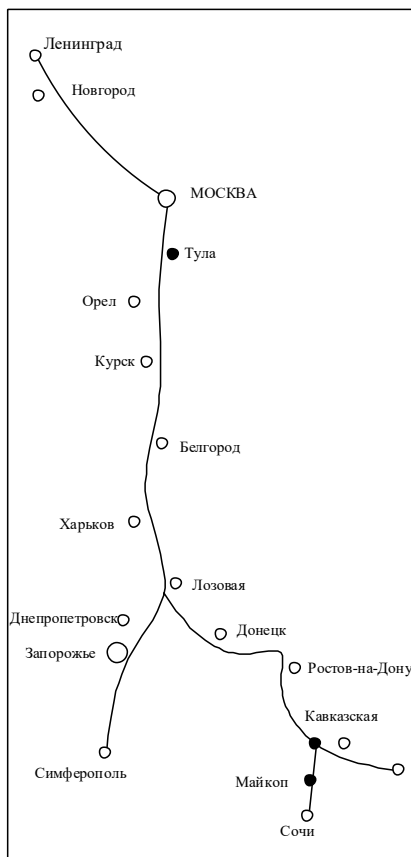 Ленинград
Новгород
МОСКВА
Тула
Орел
Курск
Белгород
Харьков
Лозовая
Днепропетровск
Донецк
Запорожье
Ростов-на-Дону
Кавказская
Симферополь
Майкоп
Сочи